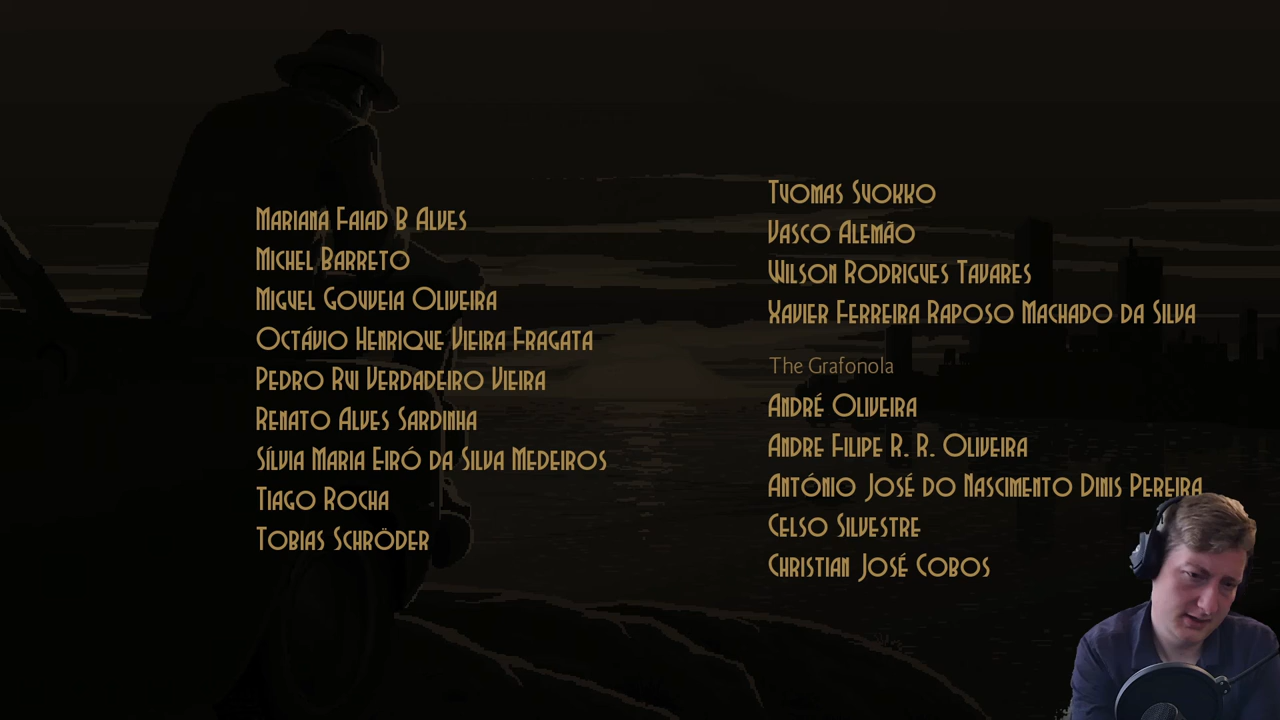 Mariana Faiad B Alves
Michel Barreto
Miguel Gouveia Oliveira
Octávio Henrique Vieira Fragata
Pedro Rui Verdadeiro Vieira
Renato Alves Sardinha
Sílvia Maria Eiró da Silva Medeiros
Tiago Rocha
Tobias Schröder
Tuomas Suokko
Vasco Alemão
Wilson Rodrigues Tavares
Xavier Ferreira Raposo Machado da Silva
The Grafonola
André Oliveira
Andre Filipe R. R. Oliveira
António José do Nascimento Dinis Pereira
Celso Silvestre
Christian José Cobos